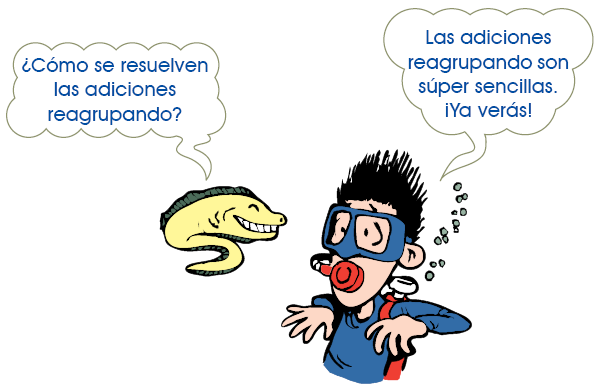 ¿Cómo se resuelven
las adiciones
reagrupando?
Las adiciones
reagrupando son
súper sencillas.
¡Ya verás!